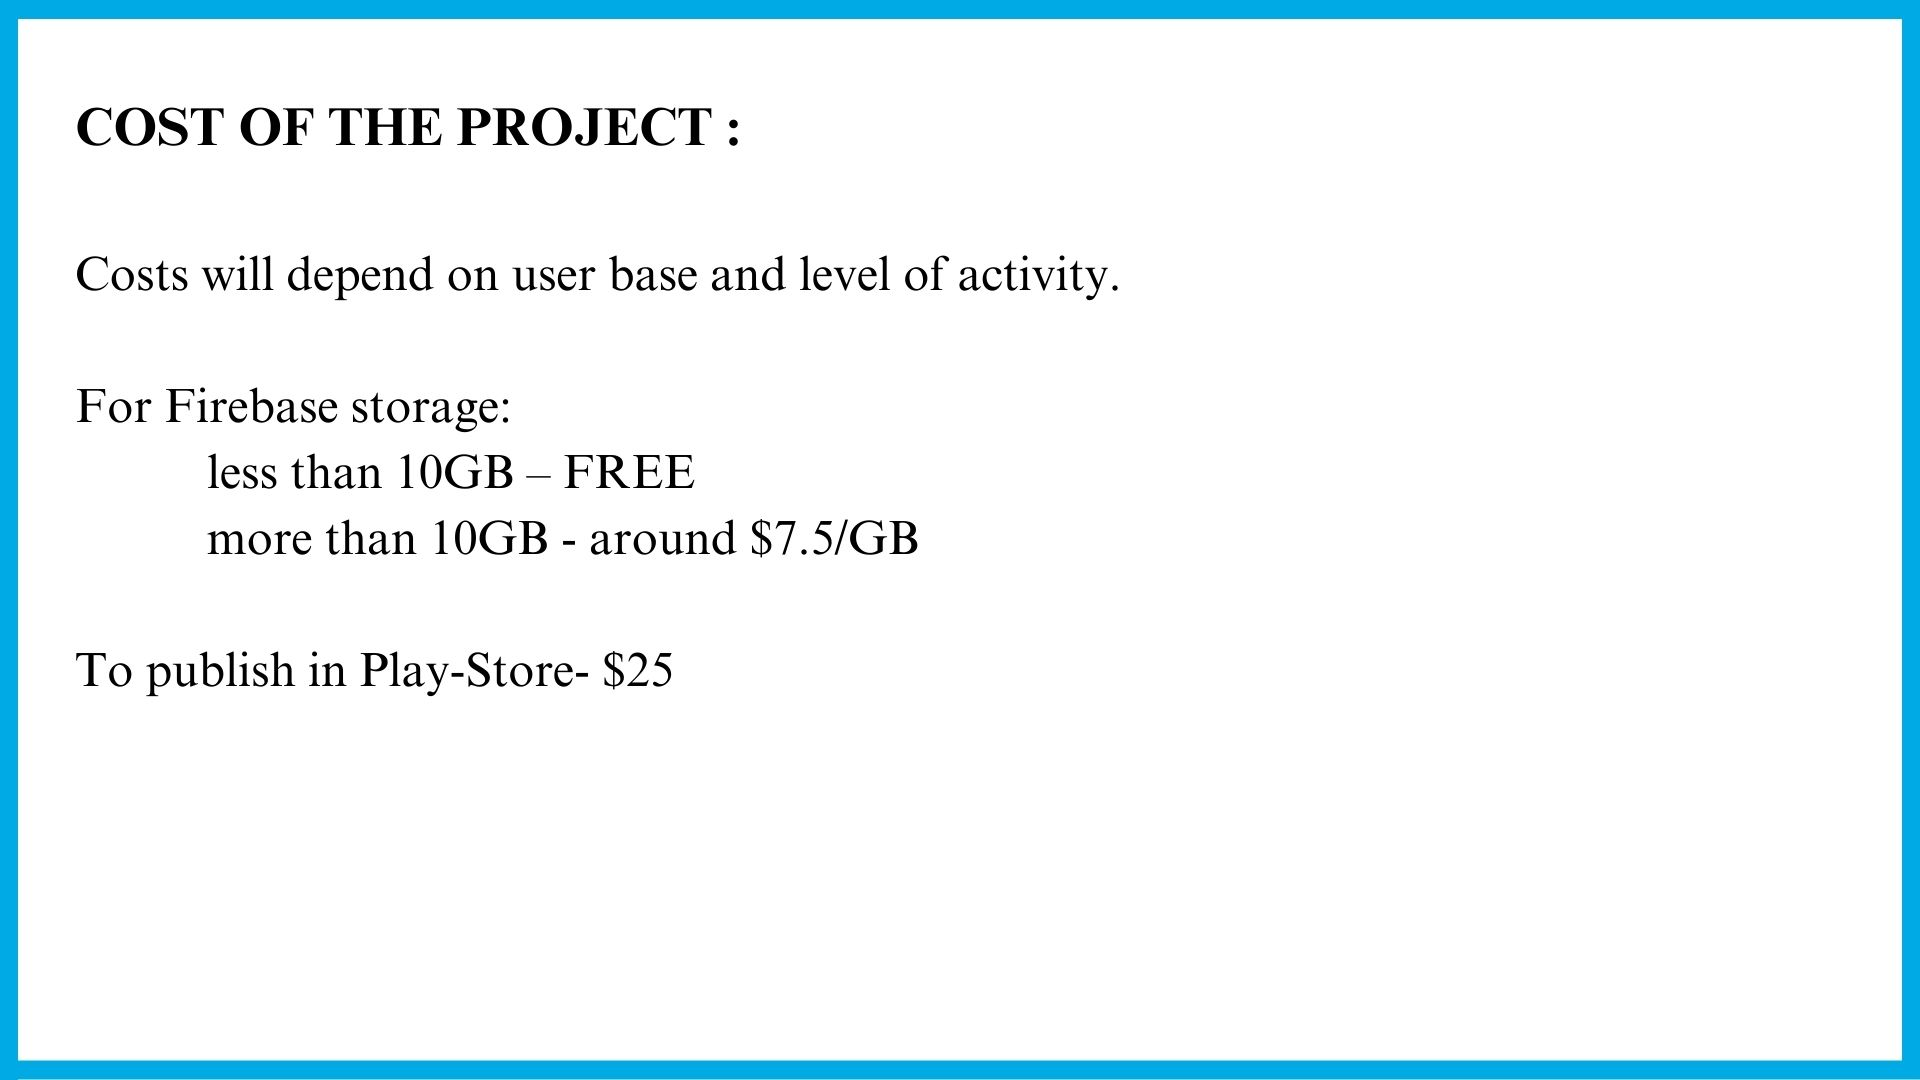 COST OF THE PROJECT :
Costs will depend on user base and level of activity.
For Firebase storage:
less than 10GB – FREE
more than 10GB - around $7.5/GB
To publish in Play-Store- $25